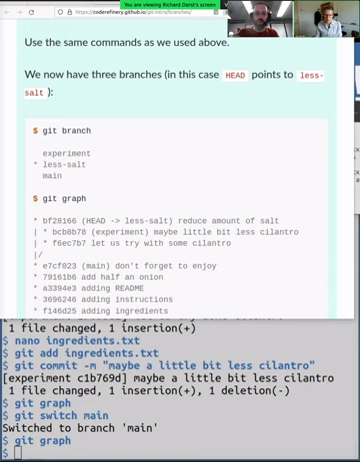 You are viewing Richard Darst's screen
https://coderefinery.github.io/git-intro/branches/
Use the same commands as we used above.
We now have three branches (in this case HEAD points to less-
salt ):
$ git branch
experiment
* less-salt
main
$ git graph
* bf28166 (HEAD -> less-salt) reduce amount of salt
| * bcb8b78 (experiment) maybe little bit less cilantro
| * f6ec7b7 let us try with some cilantro
|/
* e7cf023 (main) don't forget to enjoy
* 79161b6 add half an onion
* a3394e3 adding README
* 3696246 adding instructions
* f146d25 adding ingredients
1 file changed, 1 insertion(+)
$ nano ingredients.txt
$ git add ingredients.txt
$ git commit -m "maybe a little bit less cilantro"
[experiment c1b769d] maybe a little bit less cilantro
1 file changed, 1 insertion(+), 1 deletion(-)
$ git graph
$ git switch main
Switched to branch 'main'
$ git graph
$